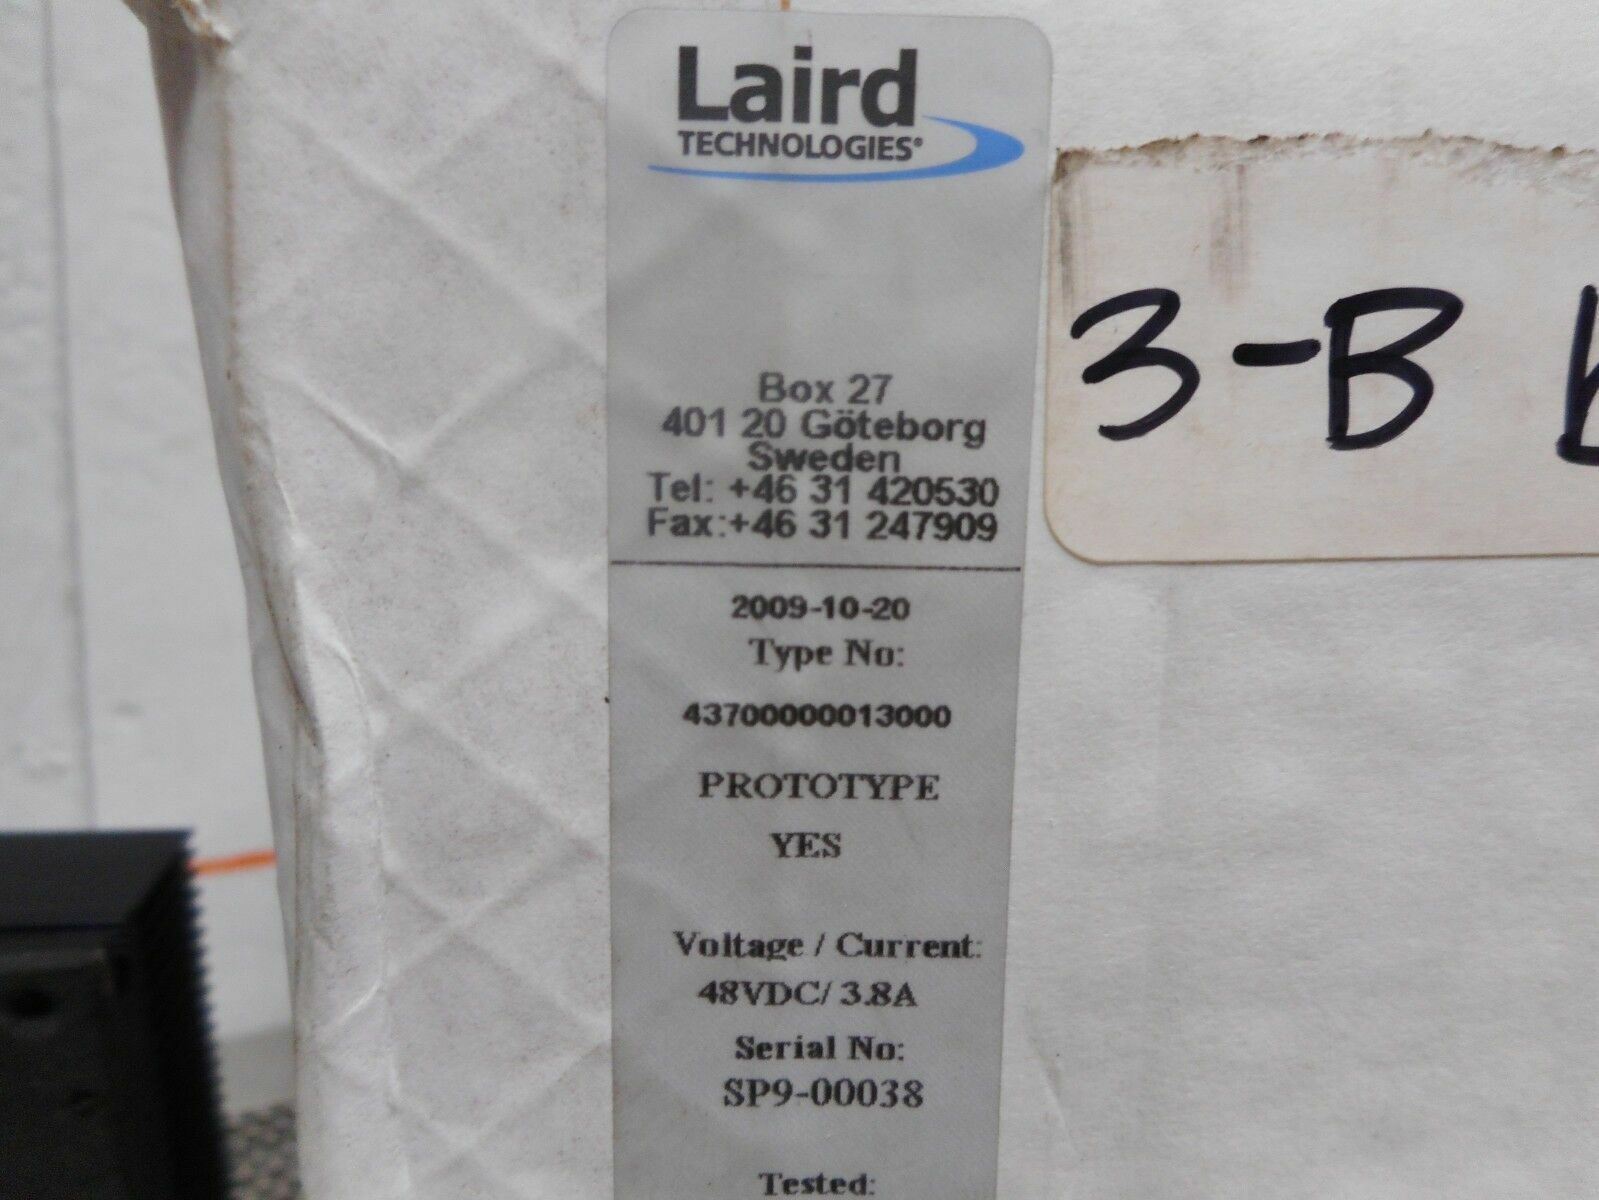 Laird
TECHNOLOGIES®
Box 27
401 20 Göteborg
Sweden
Tel: +46 31 420530
Fax:+46 31 247909
2009-10-20
Type No:
43700000013000
PROTOTYPE
YES
Voltage / Current:
48VDC/ 3.8A
Serial No:
SP9-00038
Tested:
3-B